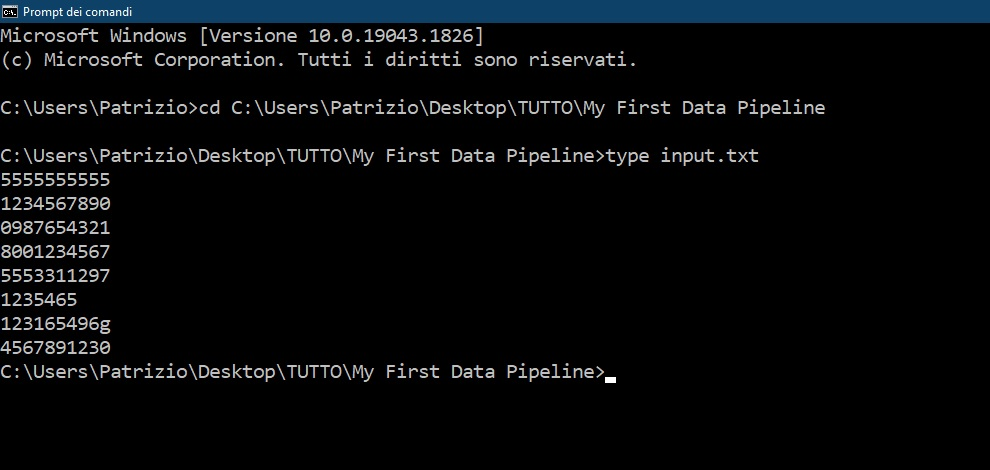 Prompt dei comandi
Microsoft Windows [Versione 10.0.19043.1826]
(c) Microsoft Corporation. Tutti i diritti sono riservati.
C:\Users\Patrizio>cd C:\Users\Patrizio\Desktop\TUTTO\My First Data Pipeline
C:\Users\Patrizio\Desktop\TUTTO\My First Data Pipeline>type input.txt
5555555555
1234567890
0987654321
8001234567
5553311297
1235465
123165496g
4567891230
C:\Users\Patrizio\Desktop\TUTTO\My First Data Pipeline>